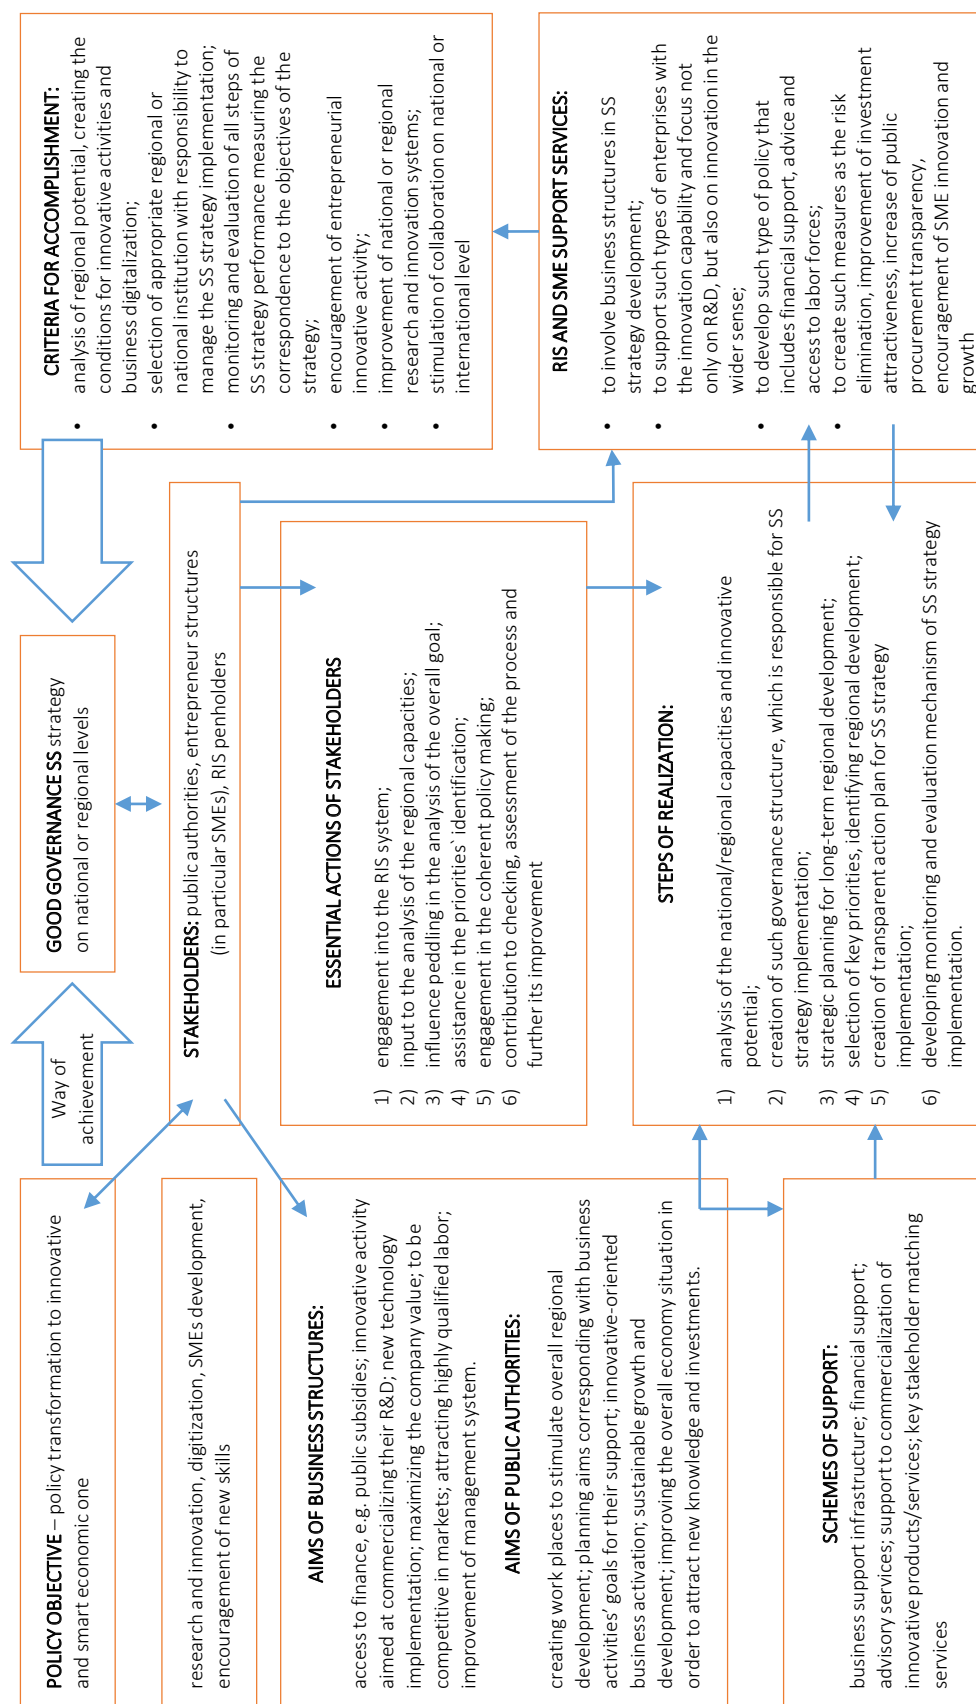 POLICY OBJECTIVE – policy transformation to innovative
and smart economic one
research and innovation, digitization, SMEs development,
encouragement of new skills
AIMS OF BUSINESS STRUCTURES:
access to finance, e.g. public subsidies; innovative activity
aimed at commercializing their R&D; new technology
implementation; maximizing the company value; to be
competitive in markets; attracting highly qualified labor;
improvement of management system.
AIMS OF PUBLIC AUTHORITIES:
creating work places to stimulate overall regional
development; planning aims corresponding with business
activities’ goals for their support; innovative-oriented
business activation; sustainable growth and
development; improving the overall economy situation in
order to attract new knowledge and investments.
SCHEMES OF SUPPORT:
business support infrastructure; financial support;
advisory services; support to commercialization of
innovative products/services; key stakeholder matching
services
Way of
achievement
GOOD GOVERNANCE SS strategy
on national or regional levels
STAKEHOLDERS: public authorities, entrepreneur structures
(in particular SMEs), RIS penholders
ESSENTIAL ACTIONS OF STAKEHOLDERS
1) engagement into the RIS system;
2) input to the analysis of the regional capacities;
3) influence peddling in the analysis of the overall goal;
4) assistance in the priorities` identification;
5) engagement in the coherent policy making;
6) contribution to checking, assessment of the process and
further its improvement
STEPS OF REALIZATION:
1) analysis of the national/regional capacities and innovative
potential;
2) creation of such governance structure, which is responsible for SS
strategy implementation;
3) strategic planning for long-term regional development;
4) selection of key priorities, identifying regional development;
5) creation of transparent action plan for SS strategy
implementation;
6) developing monitoring and evaluation mechanism of SS strategy
implementation.
CRITERIA FOR ACCOMPLISHMENT:
• analysis of regional potential, creating the
conditions for innovative activities and
business digitalization;
• selection of appropriate regional or
national institution with responsibility to
manage the SS strategy implementation;
• monitoring and evaluation of all steps of
SS strategy performance measuring the
correspondence to the objectives of the
strategy;
• encouragement of entrepreneurial
innovative activity;
• improvement of national or regional
research and innovation systems;
• stimulation of collaboration on national or
international level
RIS AND SME SUPPORT SERVICES:
• to involve business structures in SS
strategy development;
• to support such types of enterprises with
the innovation capability and focus not
only on R&D, but also on innovation in the
wider sense;
• to develop such type of policy that
includes financial support, advice and
access to labor forces;
• to create such measures as the risk
elimination, improvement of investment
attractiveness, increase of public
procurement transparency,
encouragement of SME innovation and
growth